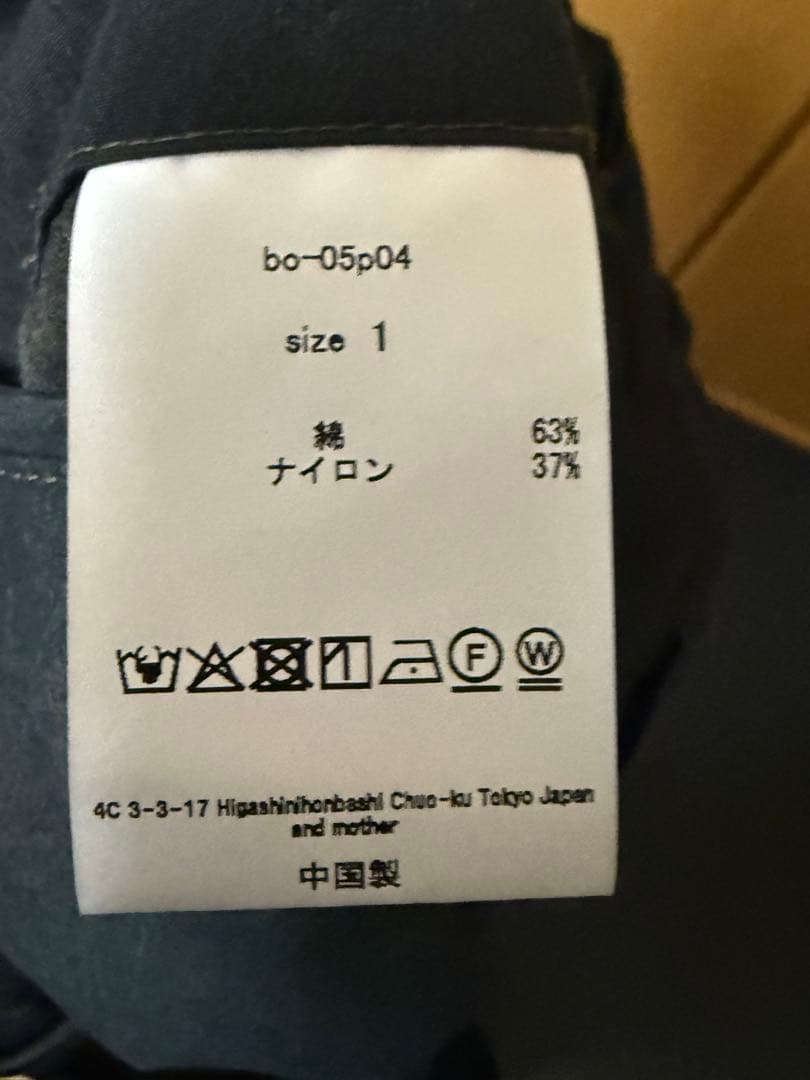 bo-05p04
size 1
綿 63%
ナイロン 37%
F W
4C 3-3-17 Higashinihonbashi Chuo-ku Tokyo Japan
and mother
中国製